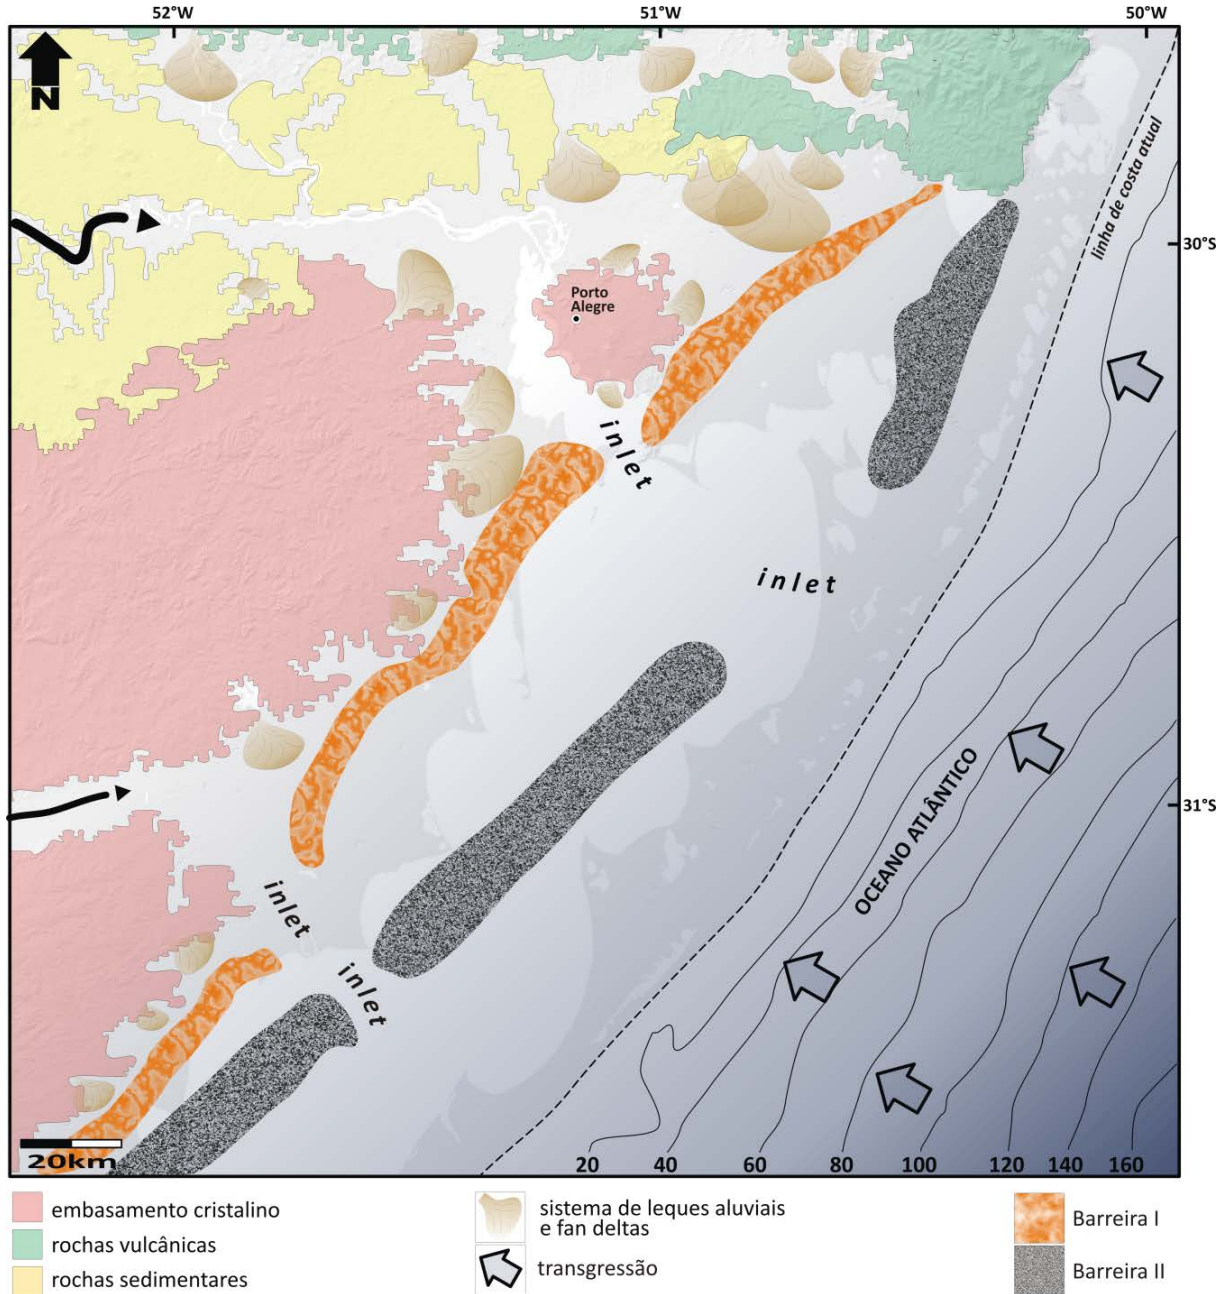 52°W
51°W
50°W
N
linha de costa atual
30°S
Porto
Alegre
inlet
inlet
31°S
OCEANO ATLÂNTICO
inlet
inlet
20km
20 40 60 80 100 120 140 160
embasamento cristalino
rochas vulcânicas
rochas sedimentares
sistema de leques aluviais
e fan deltas
transgressão
Barreira I
Barreira II